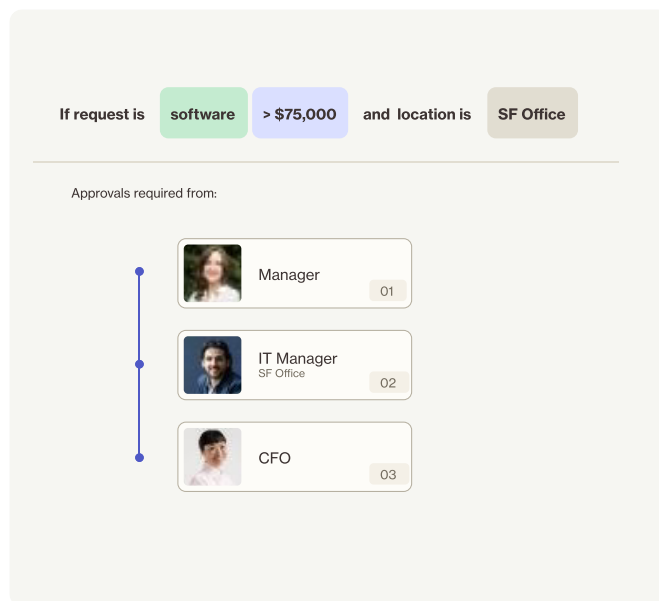 If request is software > $75,000 and location is SF Office
Approvals required from:
Manager
01
IT Manager
SF Office
02
CFO
03